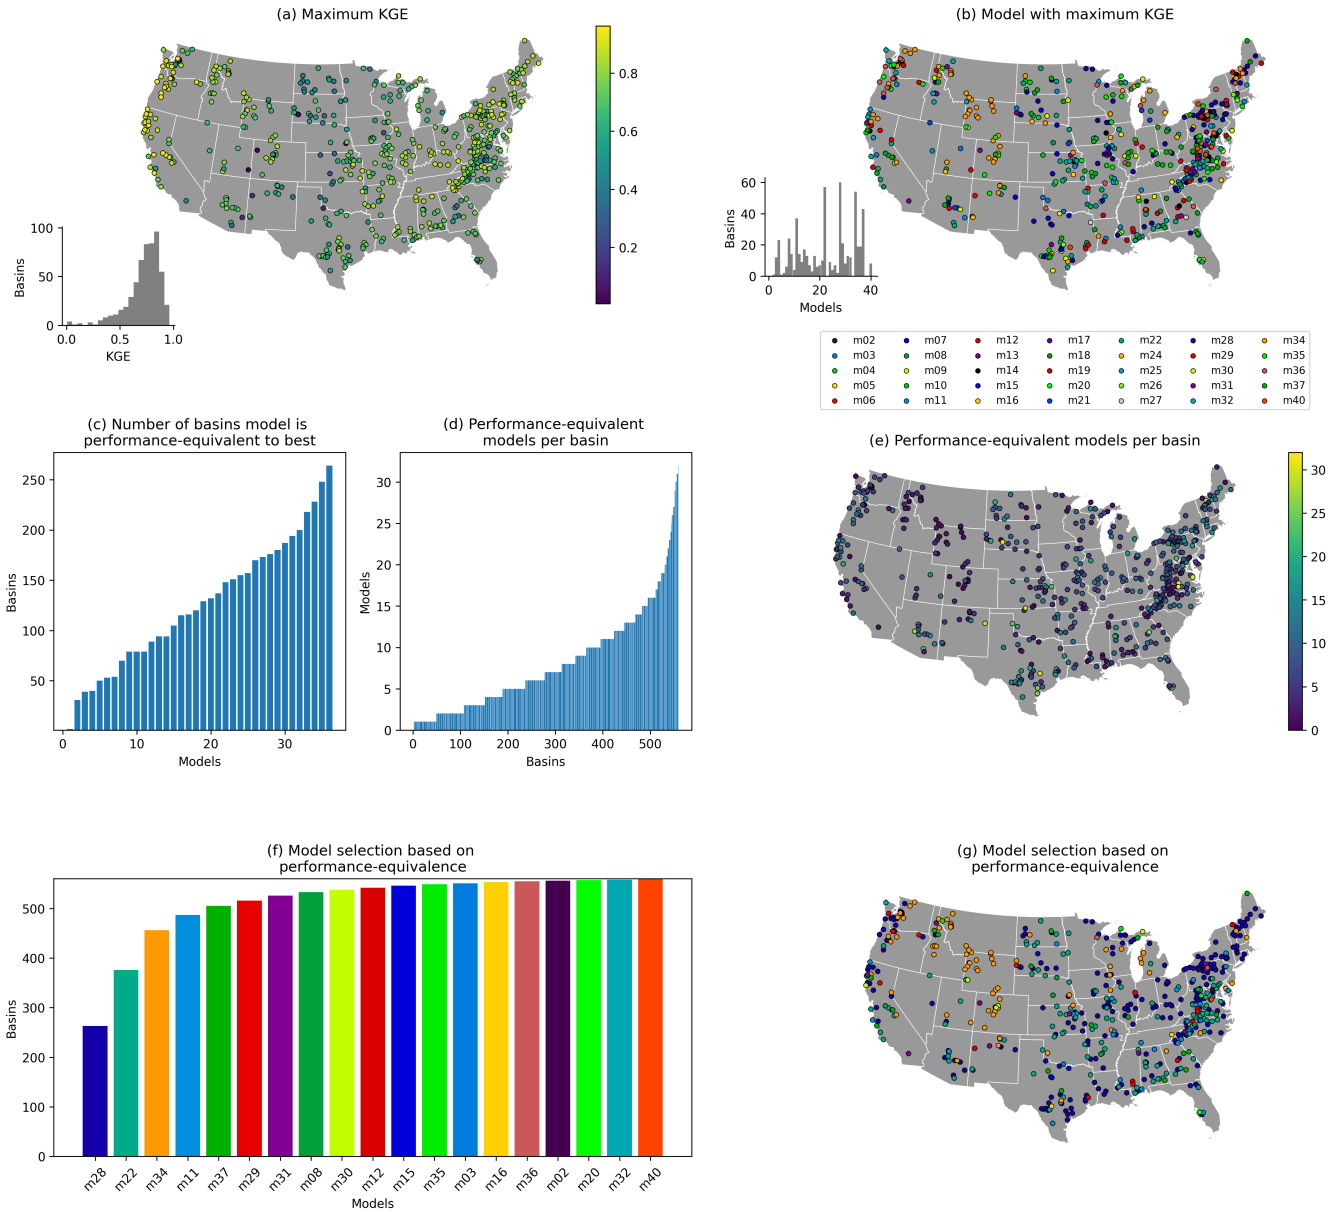 (a) Maximum KGE
0.8
0.6
0.4
0.2
100
50
0
Basins
0.0 0.5 1.0
KGE
(b) Model with maximum KGE
60
40
20
0
Basins
0 20 40
Models
m02 m07 m12 m17 m22 m28 m34
m03 m08 m13 m18 m24 m29 m35
m04 m09 m14 m19 m25 m30 m36
m05 m10 m15 m20 m26 m31 m37
m06 m11 m16 m21 m27 m32 m40
(c) Number of basins model is
performance-equivalent to best
250
200
150
100
50
Basins
0 10 20 30
Models
(d) Performance-equivalent
models per basin
30
25
20
15
10
5
0
Models
0 100 200 300 400 500
Basins
(e) Performance-equivalent models per basin
30
25
20
15
10
5
0
(f) Model selection based on
performance-equivalence
500
400
300
200
100
0
Basins
m28 m22 m34 m11 m37 m29 m31 m08 m30 m12 m15 m35 m03 m16 m36 m02 m20 m32 m40
Models
(g) Model selection based on
performance-equivalence